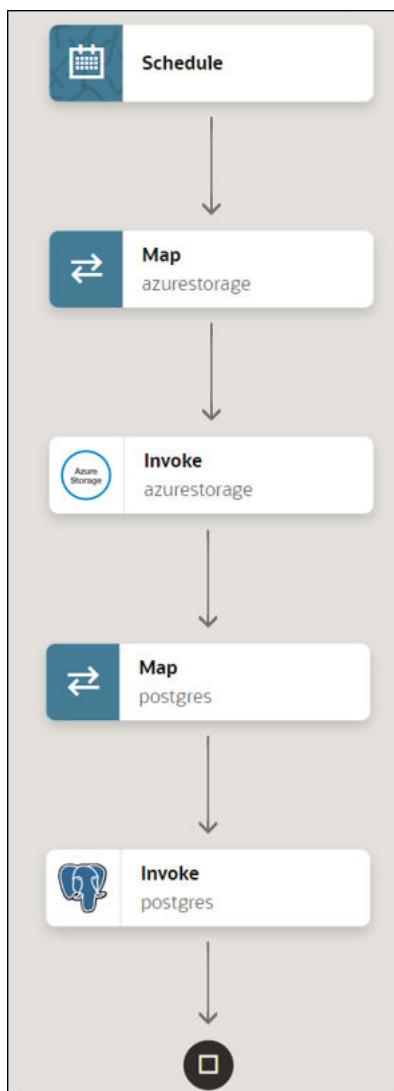 Schedule
Map
azurestorage
Azure
Storage
Invoke
azurestorage
Map
postgres
Invoke
postgres